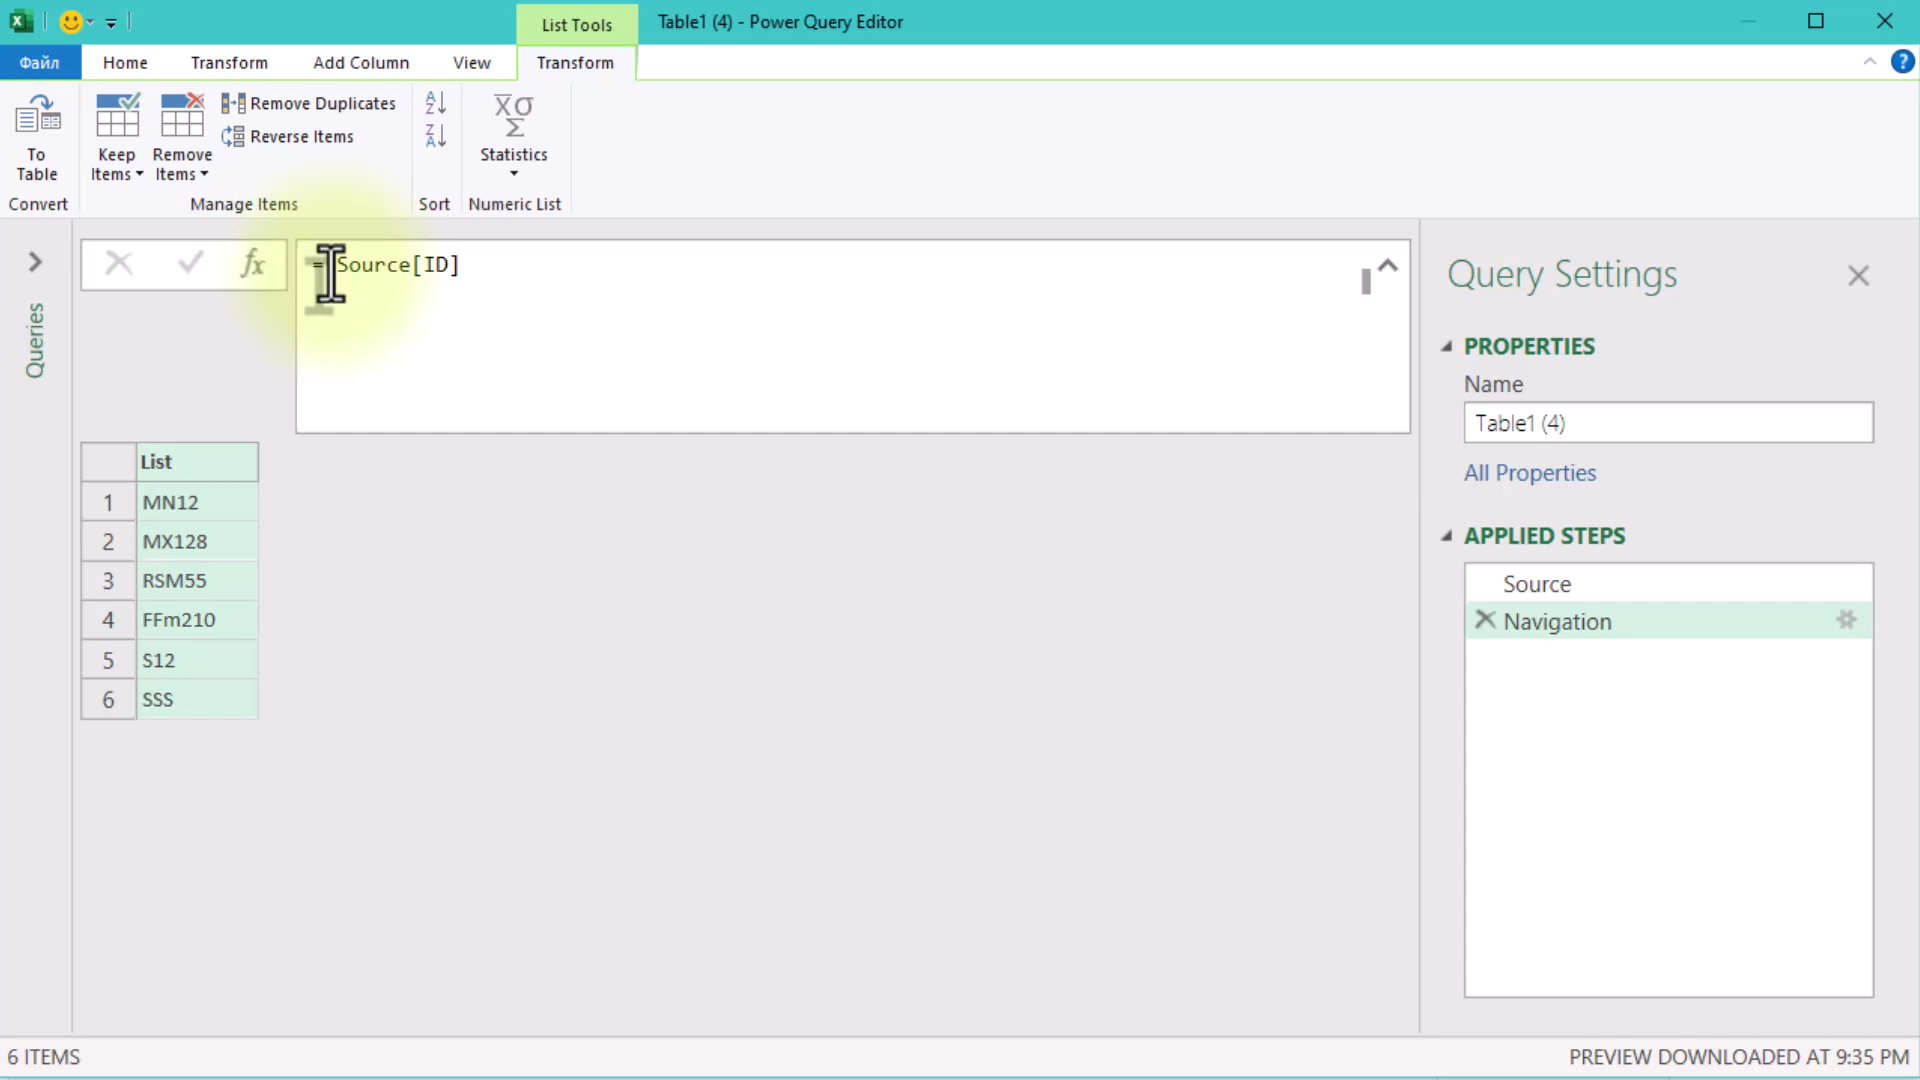 List Tools
Table1 (4) - Power Query Editor
Файл
Home
Transform
Add Column
View
Transform
To
Table
Keep
Items
Remove
Items
Remove Duplicates
Reverse Items
A
Z
Z
A
X̅σ
Σ
Statistics
Convert
Manage Items
Sort
Numeric List
Queries
fx
= Source[ID]
List
1 MN12
2 MX128
3 RSM55
4 FFm210
5 S12
6 SSS
Query Settings
PROPERTIES
Name
Table1 (4)
All Properties
APPLIED STEPS
Source
Navigation
6 ITEMS
PREVIEW DOWNLOADED AT 9:35 PM